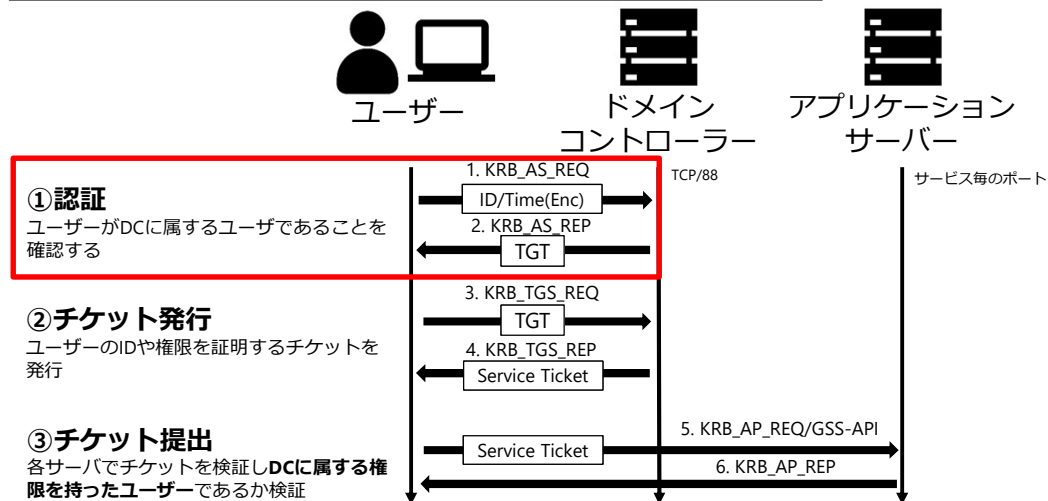 ユーザー
ドメイン
コントローラー
アプリケーション
サーバー
TCP/88
サービス毎のポート
①認証
ユーザーがDCに属するユーザであることを
確認する
1. KRB_AS_REQ
ID/Time(Enc)
2. KRB_AS_REP
TGT
②チケット発行
ユーザーのIDや権限を証明するチケットを
発行
3. KRB_TGS_REQ
TGT
4. KRB_TGS_REP
Service Ticket
③チケット提出
各サーバでチケットを検証しDCに属する権
限を持ったユーザーであるか検証
5. KRB_AP_REQ/GSS-API
Service Ticket
6. KRB_AP_REP